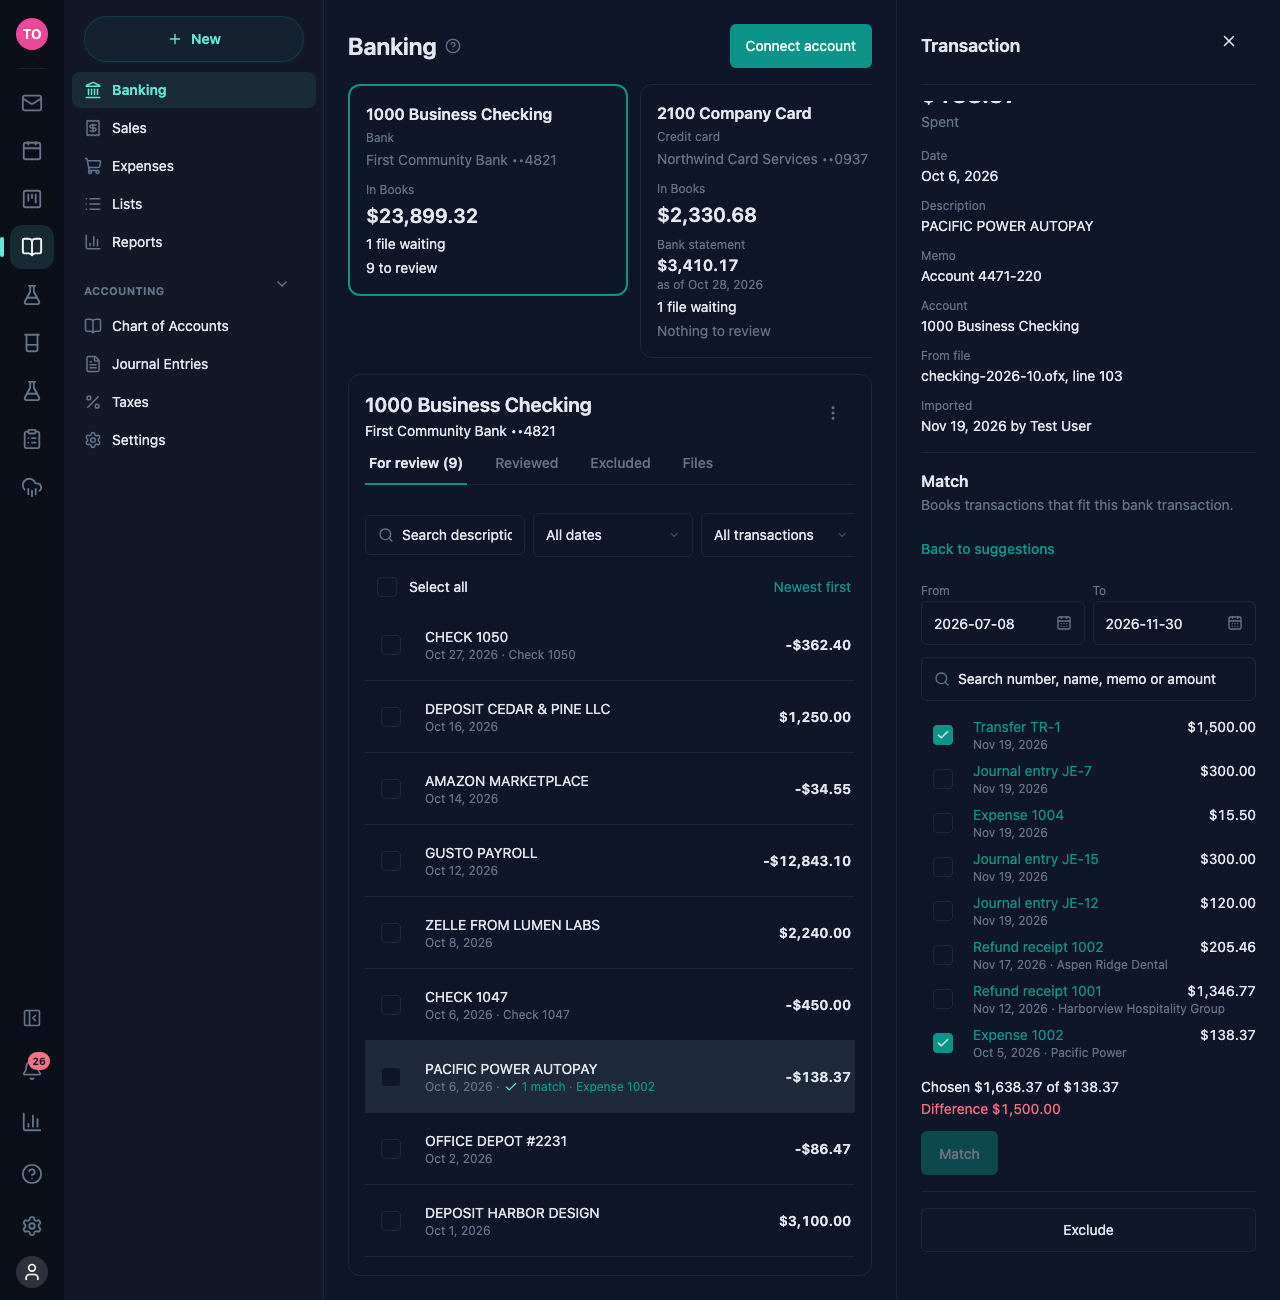 TO
26
New
Banking
Sales
Expenses
Lists
Reports
ACCOUNTING
Chart of Accounts
Journal Entries
Taxes
Settings
Banking
Connect account
1000 Business Checking
Bank
First Community Bank ••4821
In Books
$23,899.32
1 file waiting
9 to review
2100 Company Card
Credit card
Northwind Card Services ••0937
In Books
$2,330.68
Bank statement
$3,410.17
as of Oct 28, 2026
1 file waiting
Nothing to review
1000 Business Checking
First Community Bank ••4821
For review (9)
Reviewed
Excluded
Files
Search descriptic
All dates
All transactions
Select all
Newest first
CHECK 1050
Oct 27, 2026 · Check 1050
-$362.40
DEPOSIT CEDAR & PINE LLC
Oct 16, 2026
$1,250.00
AMAZON MARKETPLACE
Oct 14, 2026
-$34.55
GUSTO PAYROLL
Oct 12, 2026
-$12,843.10
ZELLE FROM LUMEN LABS
Oct 8, 2026
$2,240.00
CHECK 1047
Oct 6, 2026 · Check 1047
-$450.00
PACIFIC POWER AUTOPAY
Oct 6, 2026 · ✓ 1 match · Expense 1002
-$138.37
OFFICE DEPOT #2231
Oct 2, 2026
-$86.47
DEPOSIT HARBOR DESIGN
Oct 1, 2026
$3,100.00
Transaction
Spent
Date
Oct 6, 2026
Description
PACIFIC POWER AUTOPAY
Memo
Account 4471-220
Account
1000 Business Checking
From file
checking-2026-10.ofx, line 103
Imported
Nov 19, 2026 by Test User
Match
Books transactions that fit this bank transaction.
Back to suggestions
From
To
2026-07-08
2026-11-30
Search number, name, memo or amount
Transfer TR-1
$1,500.00
Nov 19, 2026
Journal entry JE-7
$300.00
Nov 19, 2026
Expense 1004
$15.50
Nov 19, 2026
Journal entry JE-15
$300.00
Nov 19, 2026
Journal entry JE-12
$120.00
Nov 19, 2026
Refund receipt 1002
$205.46
Nov 17, 2026 · Aspen Ridge Dental
Refund receipt 1001
$1,346.77
Nov 12, 2026 · Harborview Hospitality Group
Expense 1002
$138.37
Oct 5, 2026 · Pacific Power
Chosen $1,638.37 of $138.37
Difference $1,500.00
Match
Exclude